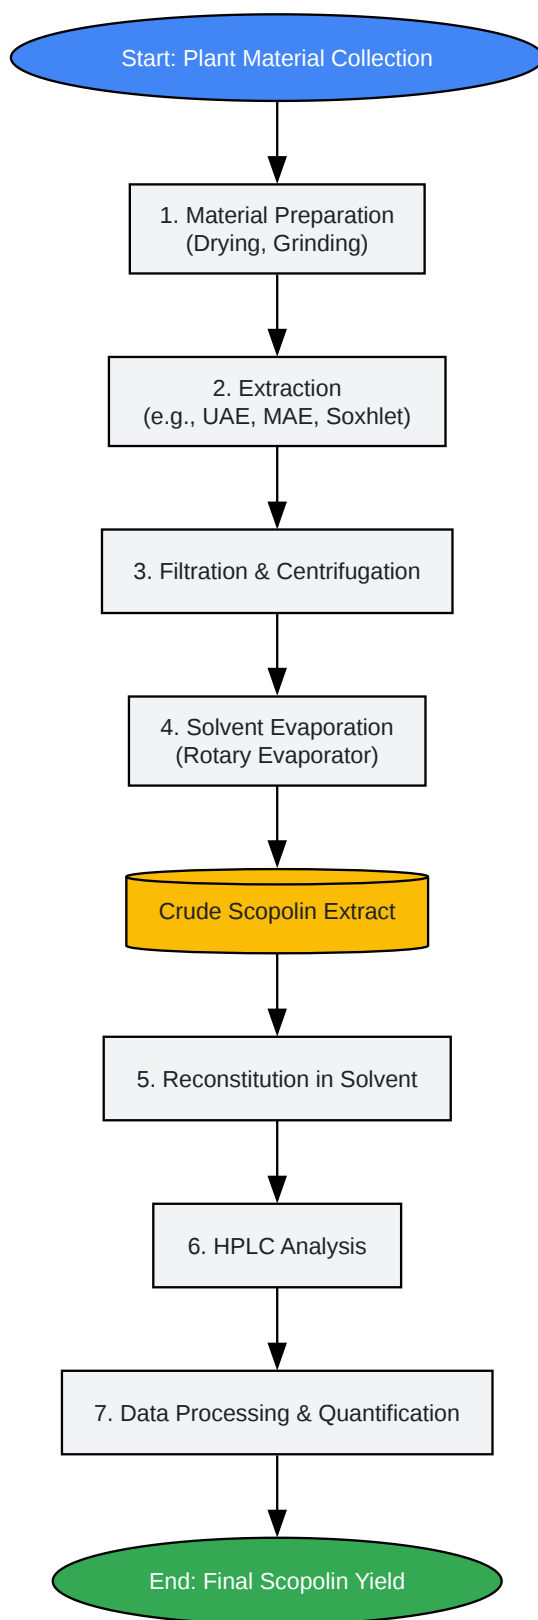 Start: Plant Material Collection
1. Material Preparation
(Drying, Grinding)
2. Extraction
(e.g., UAE, MAE, Soxhlet)
3. Filtration & Centrifugation
4. Solvent Evaporation
(Rotary Evaporator)
Crude Scopolin Extract
5. Reconstitution in Solvent
6. HPLC Analysis
7. Data Processing & Quantification
End: Final Scopolin Yield